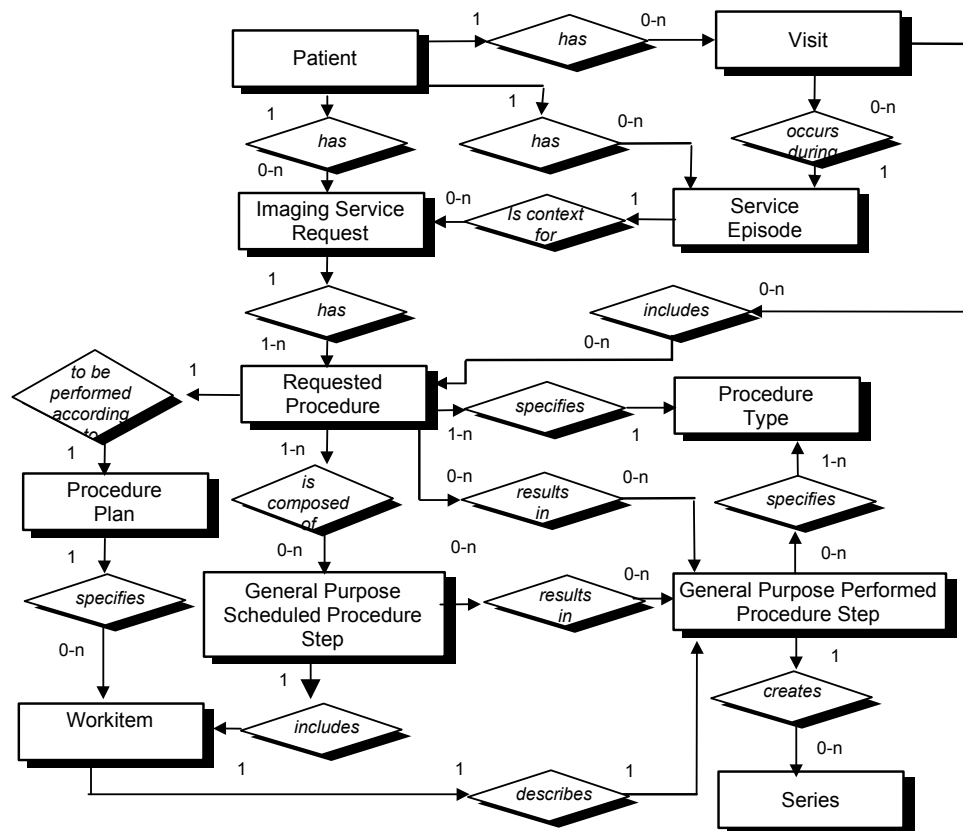 1
has
0-n
Patient
Visit
1
has
0-n
1
has
0-n
0-n
occurs
during
1
Imaging Service
Request
0-n
Is context
for
1
Service
Episode
1
has
1-n
0-n
includes
0-n
to be
performed
according
to
1
1
Requested
Procedure
1-n
specifies
1
Procedure
Type
1-n
is
composed
of
0-n
0-n
results
in
0-n
1-n
specifies
0-n
Procedure
Plan
1
specifies
0-n
General Purpose
Scheduled Procedure
Step
0-n
results
in
0-n
General Purpose Performed
Procedure Step
1
includes
Workitem
1
creates
0-n
Series
1
1
describes
1